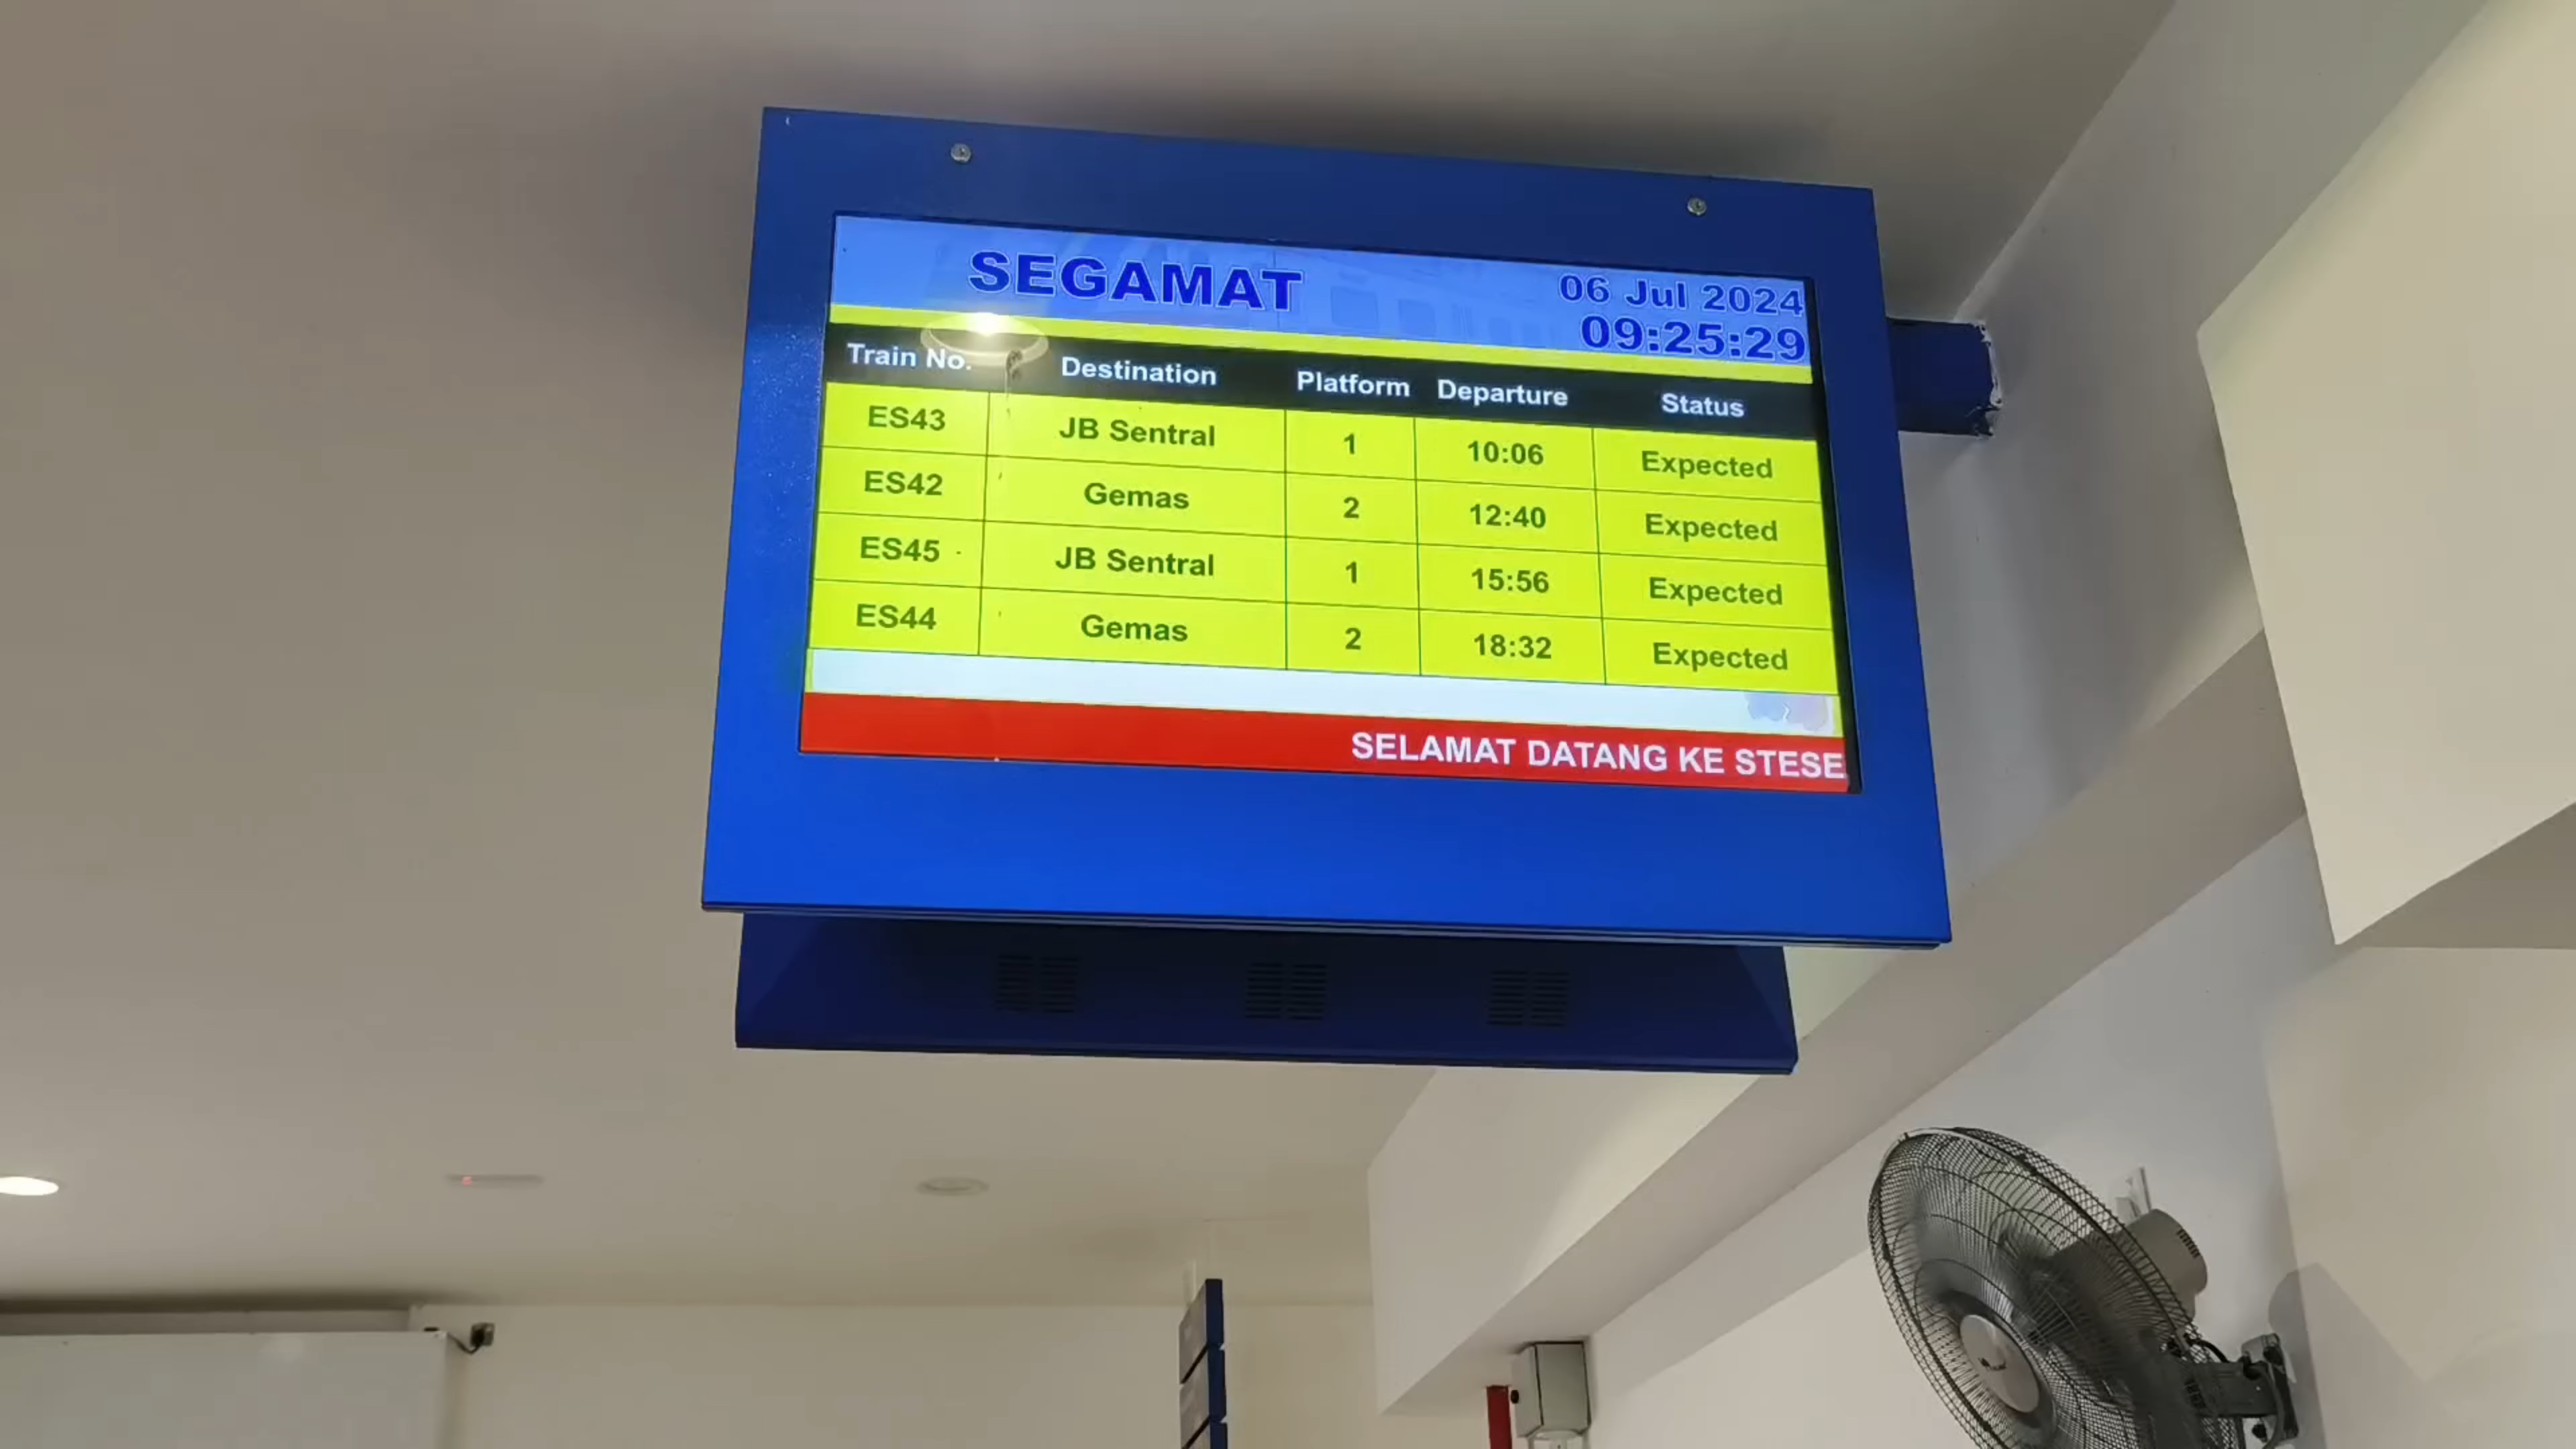 SEGAMAT
06 Jul 2024
09:25:29
Train No. Destination Platform Departure Status
ES43 JB Sentral 1 10:06 Expected
ES42 Gemas 2 12:40 Expected
ES45 JB Sentral 1 15:56 Expected
ES44 Gemas 2 18:32 Expected
SELAMAT DATANG KE STESE